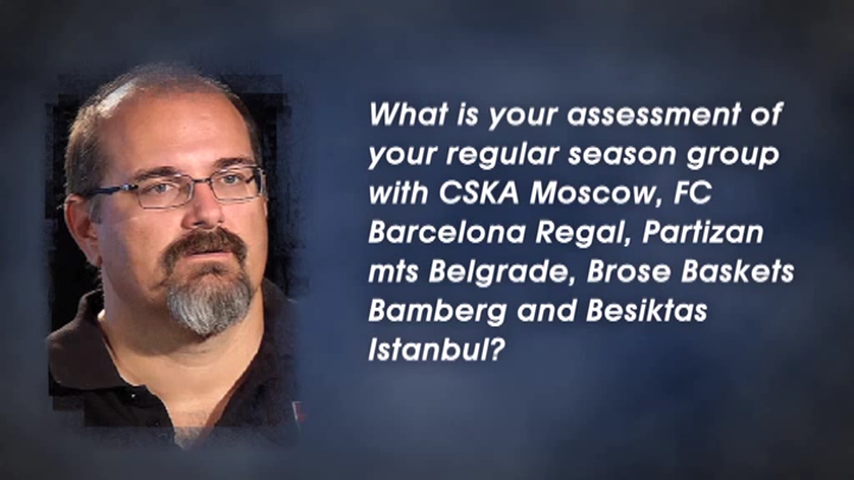 What is your assessment of
your regular season group
with CSKA Moscow, FC
Barcelona Regal, Partizan
mts Belgrade, Brose Baskets
Bamberg and Besiktas
Istanbul?